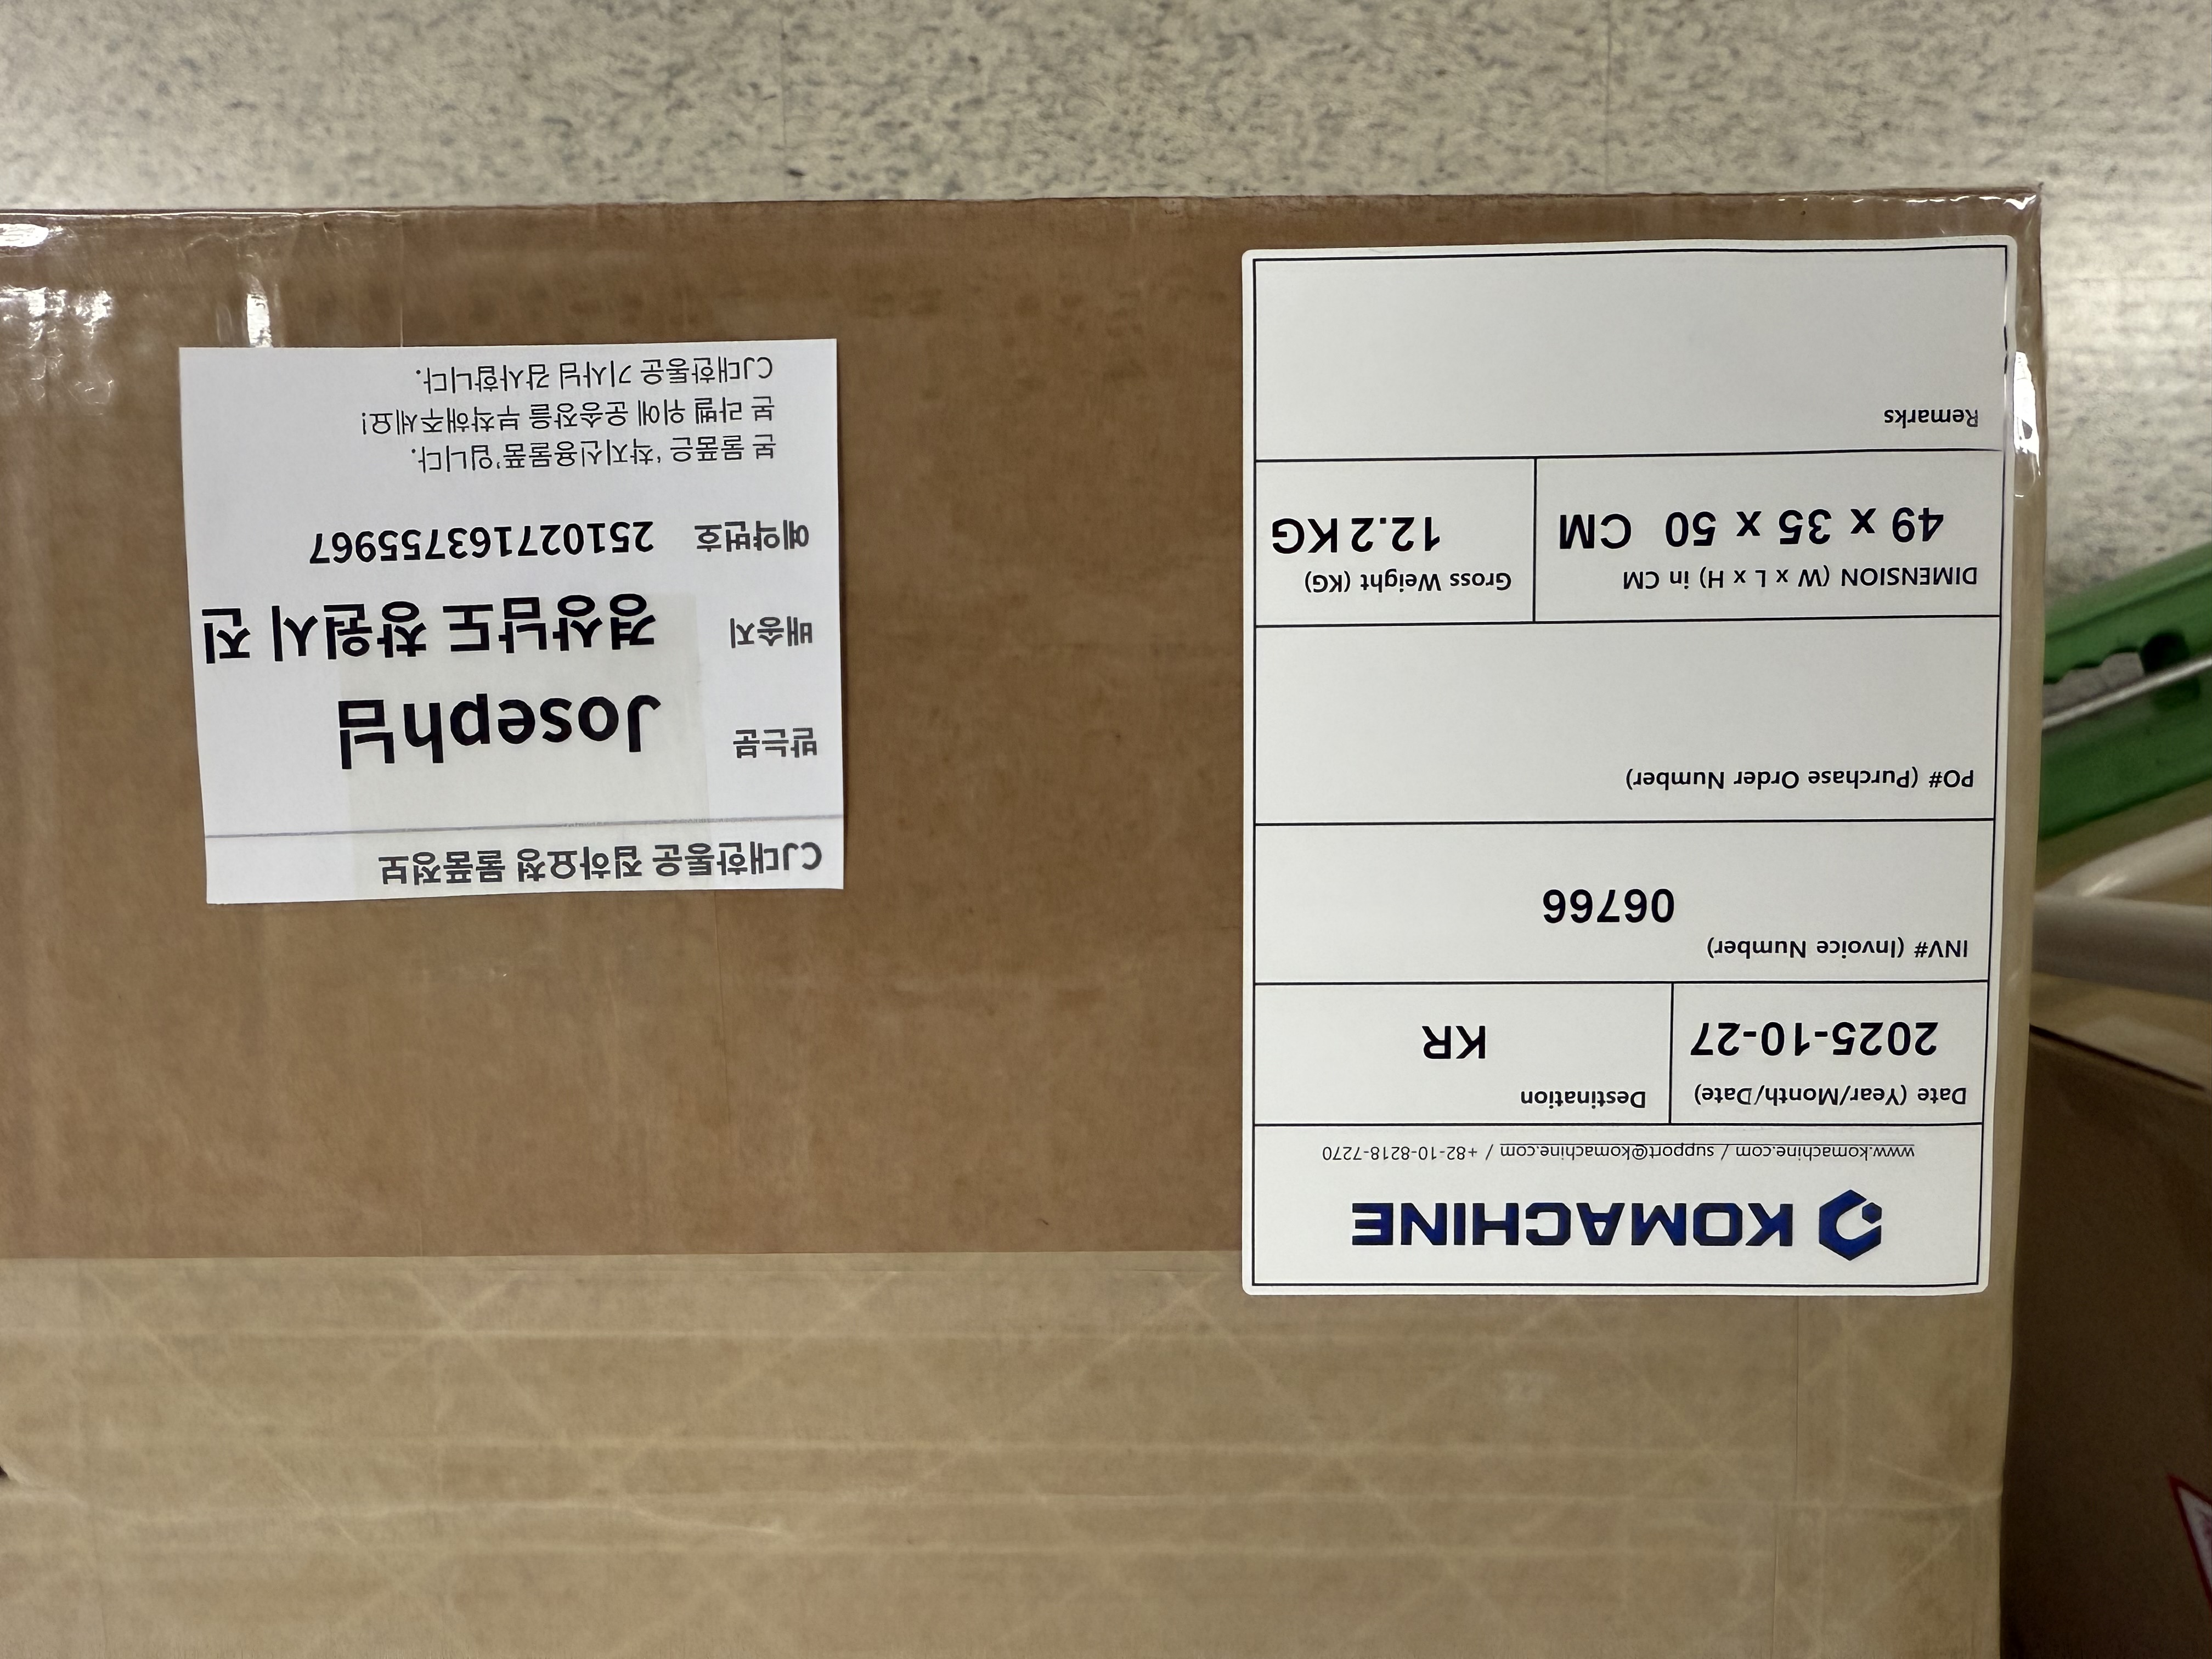 KOMACHINE
www.komachine.com / support@komachine.com / +82-10-8218-7270
Date (Year/Month/Date)
2025-10-27
Destination
KR
INV# (Invoice Number)
06766
PO# (Purchase Order Number)
DIMENSION (W x L x H) in CM
49 x 35 x 50 CM
Gross Weight (KG)
12.2 KG
Remarks
CJ대한통운 집하요청 물품정보
받는분 Joseph님
배송지 경상남도 창원시 진
예약번호 251027163755967
본 물품은 '착지신용물품'입니다.
본 라벨 위에 운송장을 부착해주세요!
CJ대한통운 기사님 감사합니다.